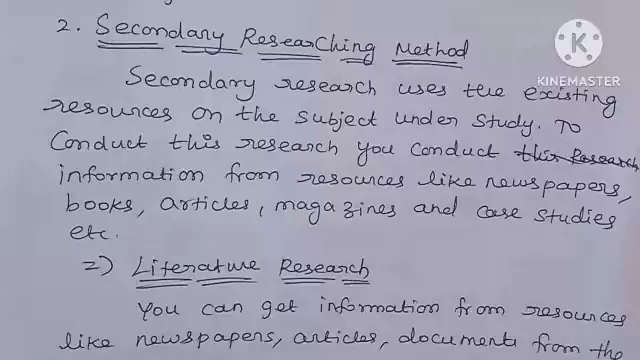 2. Secondary Researching Method
KINEMASTER
Secondary research uses the existing
resources on the subject under study. To
Conduct this research you conduct this Research
information from resources like newspapers,
books, articles, magazines and case studies
etc.
2) Literature Research
You can get information from resources
like newspapers, articles, documents from the